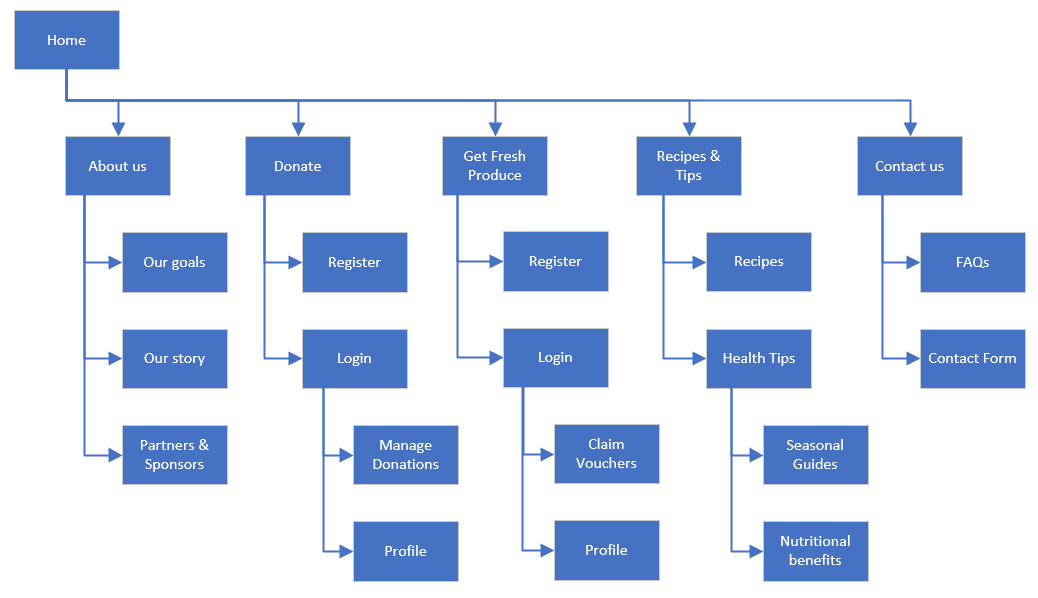 Home
About us
Donate
Get Fresh
Produce
Recipes &
Tips
Contact us
Our goals
Register
Register
Recipes
FAQs
Our story
Login
Login
Health Tips
Contact Form
Partners &
Sponsors
Manage
Donations
Claim
Vouchers
Seasonal
Guides
Profile
Profile
Nutritional
benefits